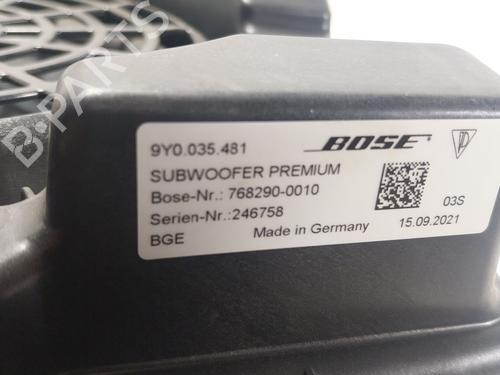 9Y0.035.481
BOSE
SUBWOOFER PREMIUM
Bose-Nr.: 768290-0010
Serien-Nr.:246758
03S
BGE
Made in Germany
15.09.2021
B-PARTS